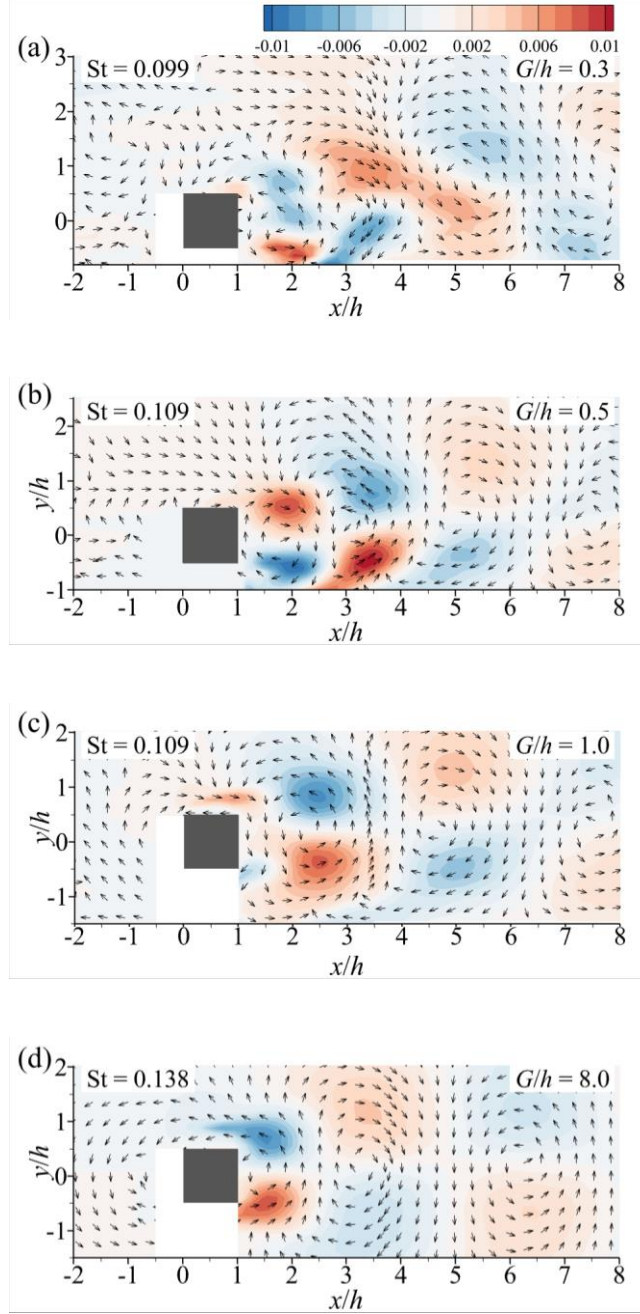 -0.01 -0.006 -0.002 0.002 0.006 0.01
(a)
St = 0.099 G/h = 0.3
3
2
1
0
-2 -1 0 1 2 3 4 5 6 7 8
x/h
(b)
St = 0.109 G/h = 0.5
2
1
y/h
0
-1
-2 -1 0 1 2 3 4 5 6 7 8
x/h
(c)
St = 0.109 G/h = 1.0
2
1
y/h
0
-1
-2 -1 0 1 2 3 4 5 6 7 8
x/h
(d)
St = 0.138 G/h = 8.0
2
1
y/h
0
-1
-2 -1 0 1 2 3 4 5 6 7 8
x/h